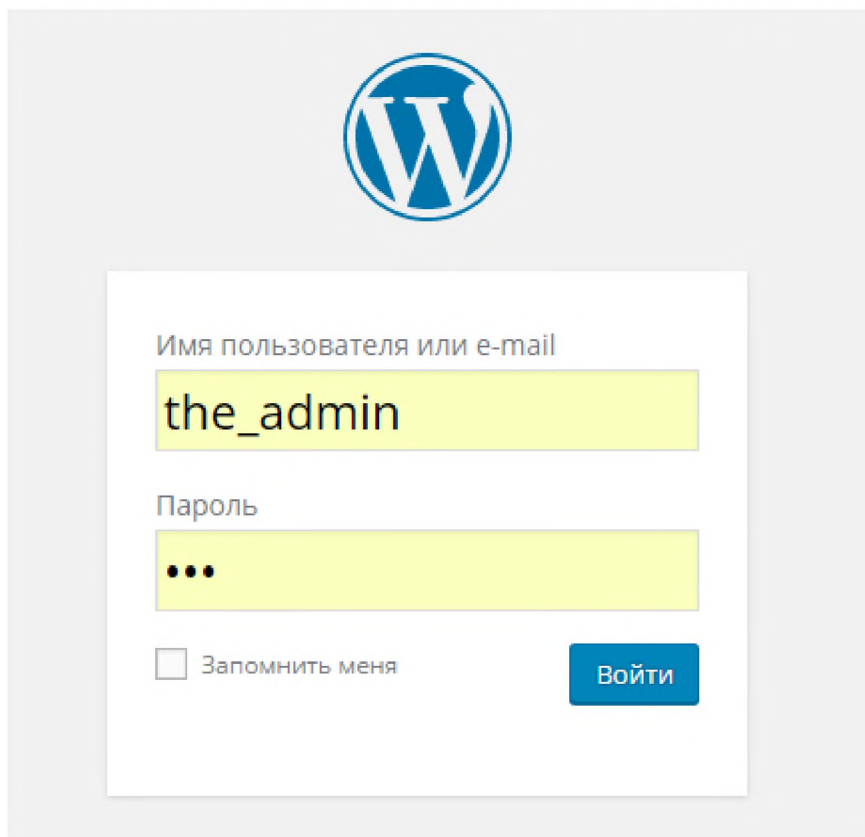 Имя пользователя или e-mail
the_admin
Пароль
•••
Запомнить меня
Войти